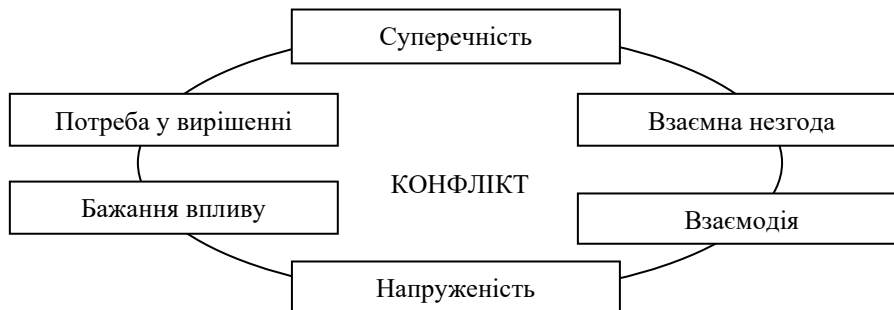 Суперечність
Потреба у вирішенні
Взаємна незгода
КОНФЛІКТ
Бажання впливу
Взаємодія
Напруженість